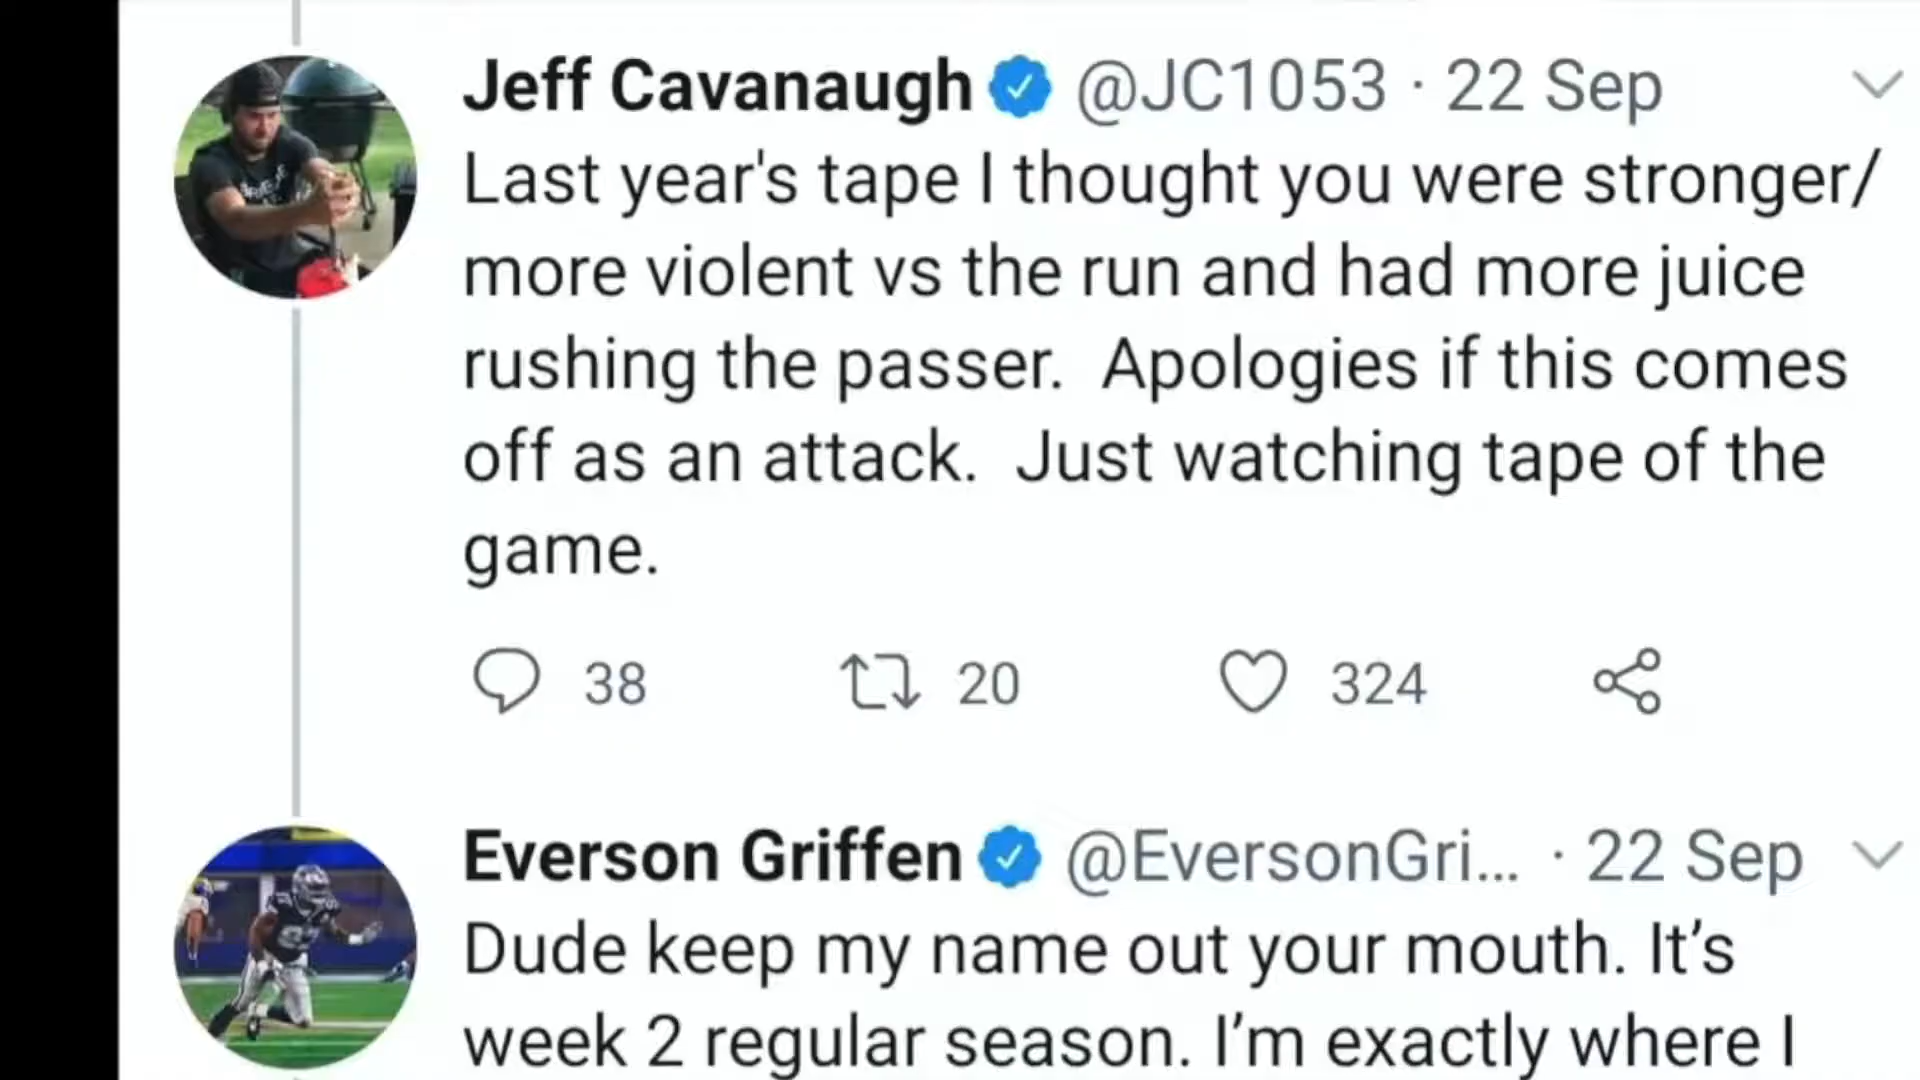 Jeff Cavanaugh @JC1053 · 22 Sep
Last year's tape I thought you were stronger/
more violent vs the run and had more juice
rushing the passer.  Apologies if this comes
off as an attack.  Just watching tape of the
game.
38 20 324
Everson Griffen @EversonGri... · 22 Sep
Dude keep my name out your mouth. It’s
week 2 regular season. I’m exactly where I